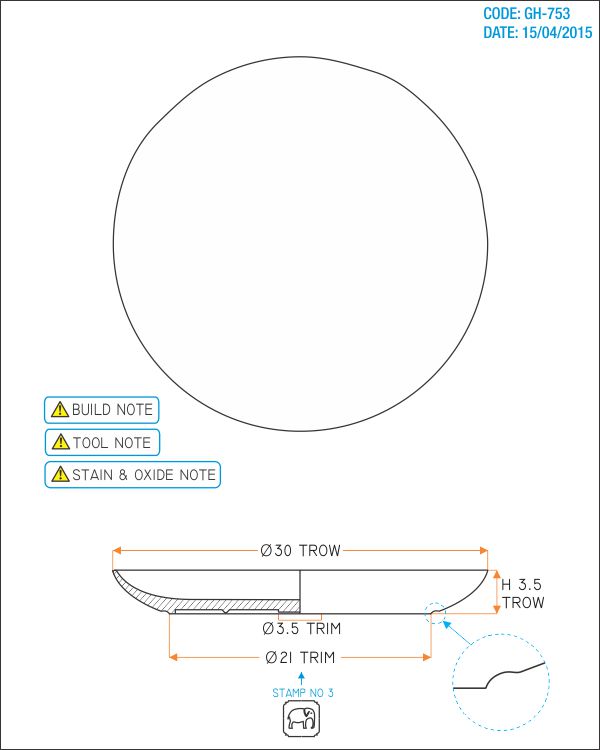 CODE: GH-753
DATE: 15/04/2015
BUILD NOTE
TOOL NOTE
STAIN & OXIDE NOTE
Ø30 TROW
H 3.5
TROW
Ø3.5 TRIM
Ø21 TRIM
STAMP NO 3